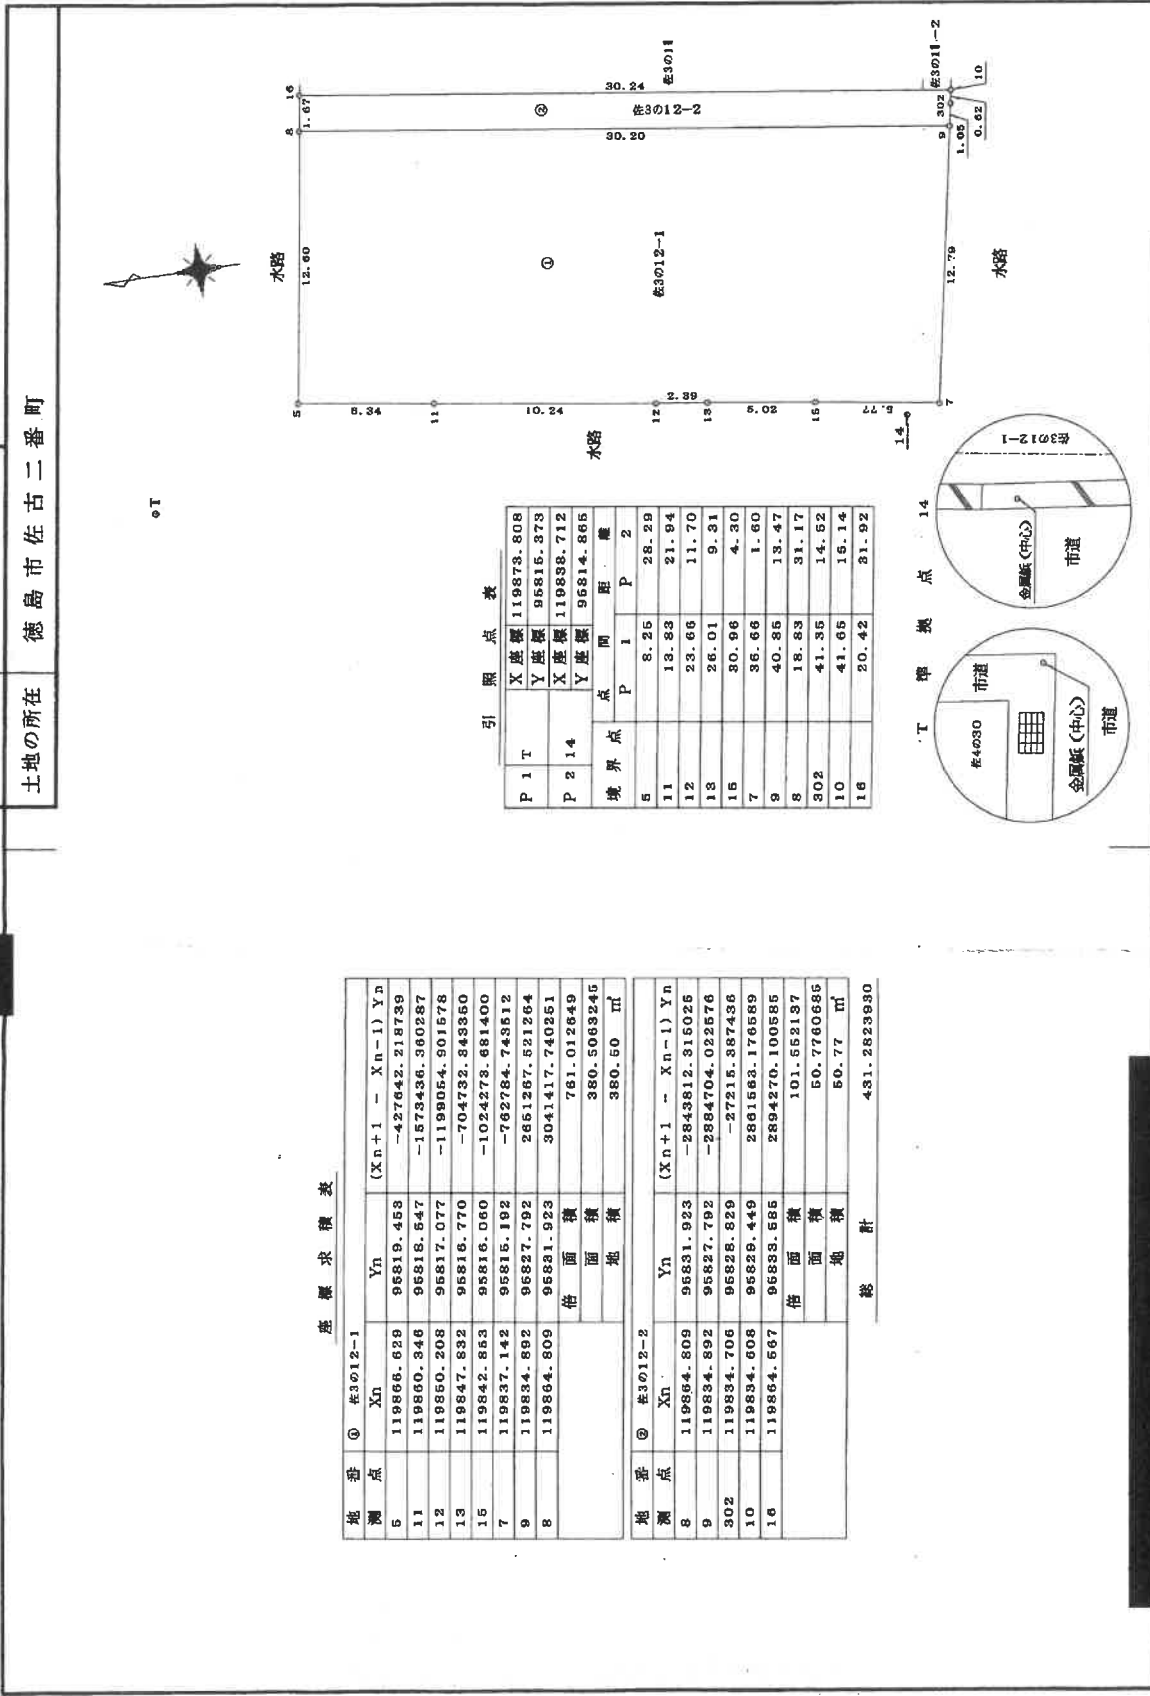 土地の所在 徳島市佐古二番町
T
水路
水路
水路
5
8
16
11
12
13
15
7
9
302
10
14
12.60
1.67
30.24
30.20
6.34
10.24
2.39
5.02
5.77
12.79
1.05
0.62
①
佐3の12-1
②
佐3の12-2
佐3の11
佐3の11-2
引照点表
P 1 T X座標 119873.808
Y座標 95815.373
P 2 14 X座標 119838.712
Y座標 95814.865
境界点 点間距離
P 1 P 2
5 8.25 28.29
11 13.83 21.94
12 23.66 11.70
13 26.01 9.31
15 30.96 4.30
7 36.66 1.60
9 40.85 13.47
8 18.83 31.17
302 41.35 14.52
10 41.65 15.14
16 20.42 31.92
準拠点
T
佐4の30
市道
金属鋲(中心)
市道
14
佐3の12-1
金属鋲(中心)
市道
座標求積表
地番 ① 佐3の12-1
測点 Xn Yn (Xn+1 - Xn-1) Yn
5 119866.629 95819.453 -427642.218739
11 119860.346 95818.547 -1573436.360287
12 119850.208 95817.077 -1199054.901578
13 119847.832 95816.770 -704732.343350
15 119842.853 95816.060 -1024273.681400
7 119837.142 95815.192 -762784.743512
9 119834.892 95827.792 2651267.521264
8 119864.809 95831.923 3041417.740251
倍面積 761.012649
面積 380.5063245
地積 380.50 ㎡
地番 ② 佐3の12-2
測点 Xn Yn (Xn+1 - Xn-1) Yn
8 119864.809 95831.923 -2843812.315025
9 119834.892 95827.792 -2884704.022576
302 119834.706 95828.829 -27215.387436
10 119834.608 95829.449 2861563.176589
16 119864.567 95833.585 2894270.100585
倍面積 101.552137
面積 50.7760685
地積 50.77 ㎡
総計 431.2823930